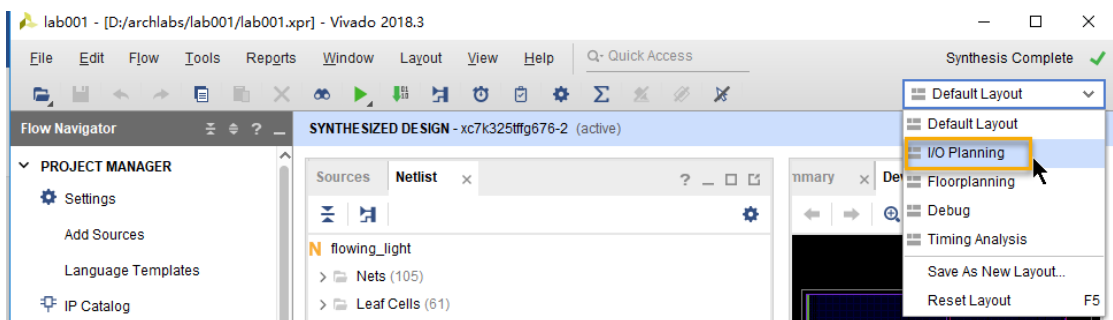 lab001 - [D:/archlabs/lab001/lab001.xpr] - Vivado 2018.3
File Edit Flow Tools Reports Window Layout View Help Q- Quick Access Synthesis Complete
Default Layout
Flow Navigator ? SYNTHESIZED DESIGN - xc7k325tffg676-2 (active)
Default Layout
PROJECT MANAGER
I/O Planning
Settings
Sources Netlist × ? nmary × Dev
Floorplanning
Add Sources
Debug
Language Templates
N flowing_light
Timing Analysis
Nets (105)
Save As New Layout...
IP Catalog
Leaf Cells (61)
Reset Layout F5